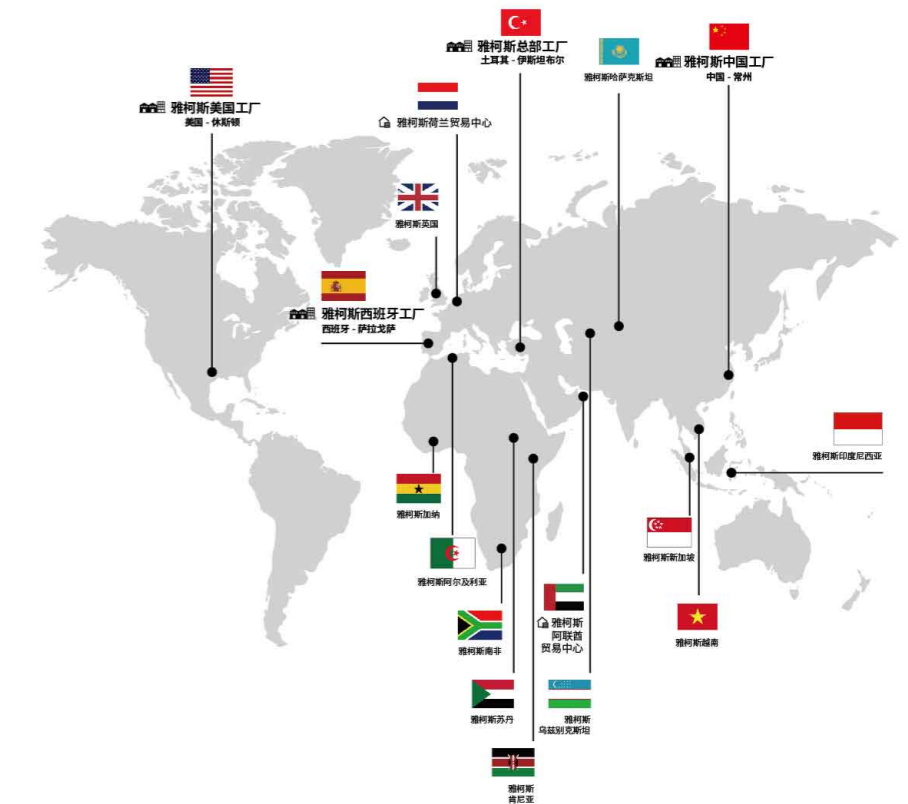 雅柯斯总部工厂
土耳其 - 伊斯坦布尔
雅柯斯哈萨克斯坦
雅柯斯中国工厂
中国 - 常州
雅柯斯美国工厂
美国 - 休斯顿
雅柯斯荷兰贸易中心
雅柯斯英国
雅柯斯西班牙工厂
西班牙 - 萨拉戈萨
雅柯斯印度尼西亚
雅柯斯加纳
雅柯斯新加坡
雅柯斯阿尔及利亚
雅柯斯
阿联酋
贸易中心
雅柯斯越南
雅柯斯南非
雅柯斯苏丹
雅柯斯
乌兹别克斯坦
雅柯斯
肯尼亚